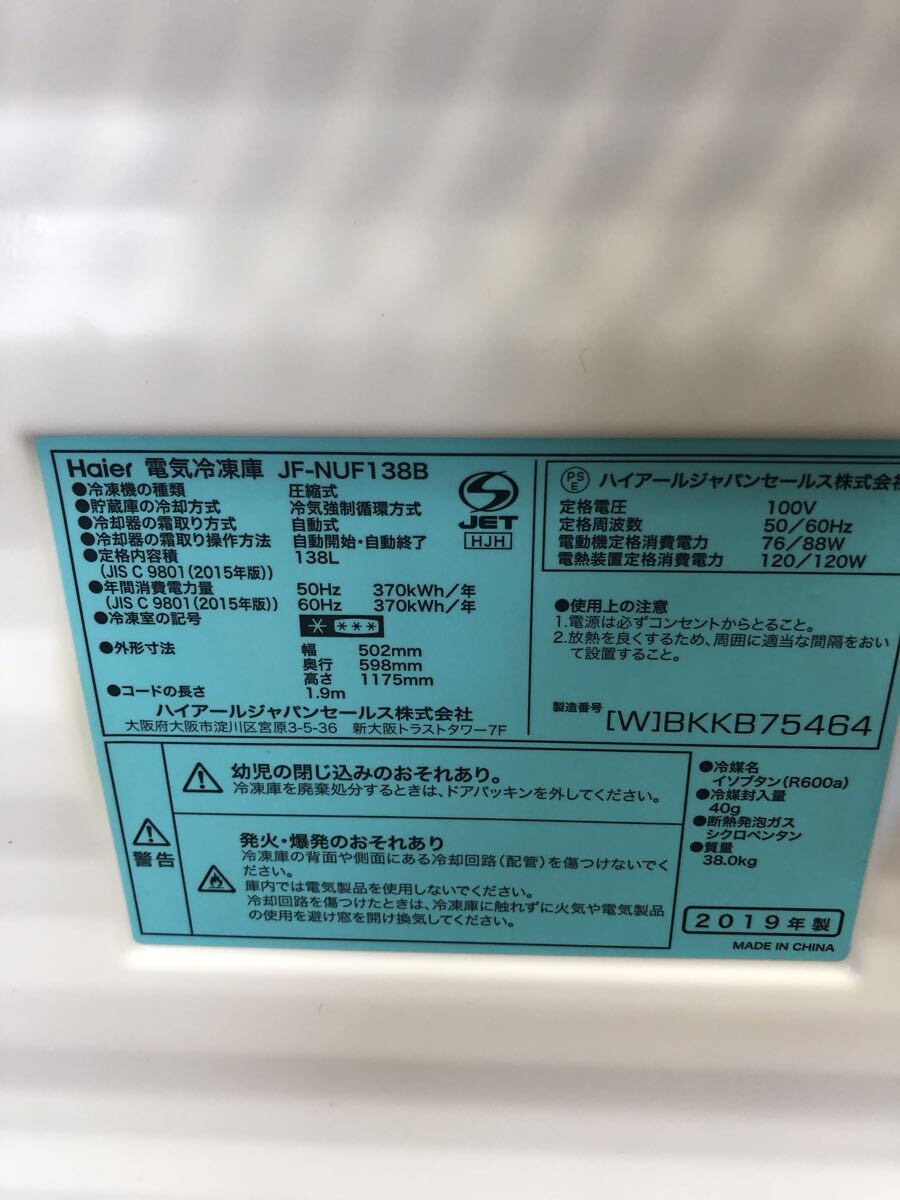 Haier 電気冷凍庫 JF-NUF138B
●冷凍機の種類 圧縮式
●貯蔵庫の冷却方式 冷気強制循環方式
●冷却器の霜取り方式 自動式
●冷却器の霜取り操作方法 自動開始・自動終了
●定格内容積 138L
(JIS C 9801(2015年版))
●年間消費電力量 50Hz 370kWh/年
(JIS C 9801(2015年版)) 60Hz 370kWh/年
●冷凍室の記号 * ***
●外形寸法 幅 502mm
奥行 598mm
高さ 1175mm
●コードの長さ 1.9m
ハイアールジャパンセールス株式会社
大阪府大阪市淀川区宮原3-5-36 新大阪トラストタワー7F
S
JET
HJH
PS
E ハイアールジャパンセールス株式会社
定格電圧 100V
定格周波数 50/60Hz
電動機定格消費電力 76/88W
電熱装置定格消費電力 120/120W
●使用上の注意
1.電源は必ずコンセントからとること。
2.放熱を良くするため、周囲に適当な間隔をおい
て設置すること。
製造番号 [W]BKKB75464
警告
幼児の閉じ込みのおそれあり。
冷凍庫を廃棄処分するときは、ドアパッキンを外してください。
発火・爆発のおそれあり
冷凍庫の背面や側面にある冷却回路(配管)を傷つけないでく
ださい。
庫内では電気製品を使用しないでください。
冷却回路を傷つけたときは、冷凍庫に触れずに火気や電気製品
の使用を避け窓を開け換気してください。
●冷媒名
イソブタン(R600a)
●冷媒封入量
40g
●断熱発泡ガス
シクロペンタン
●質量
38.0kg
2019年製
MADE IN CHINA